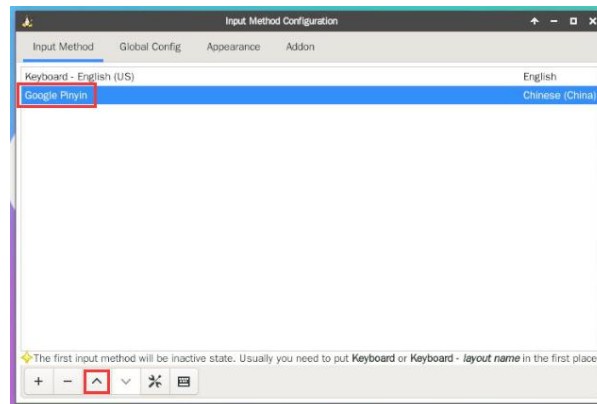 Input Method Configuration
Input Method Global Config Appearance Addon
Keyboard - English (US) English
Google Pinyin Chinese (China)
The first input method will be inactive state. Usually you need to put Keyboard or Keyboard - layout name in the first place